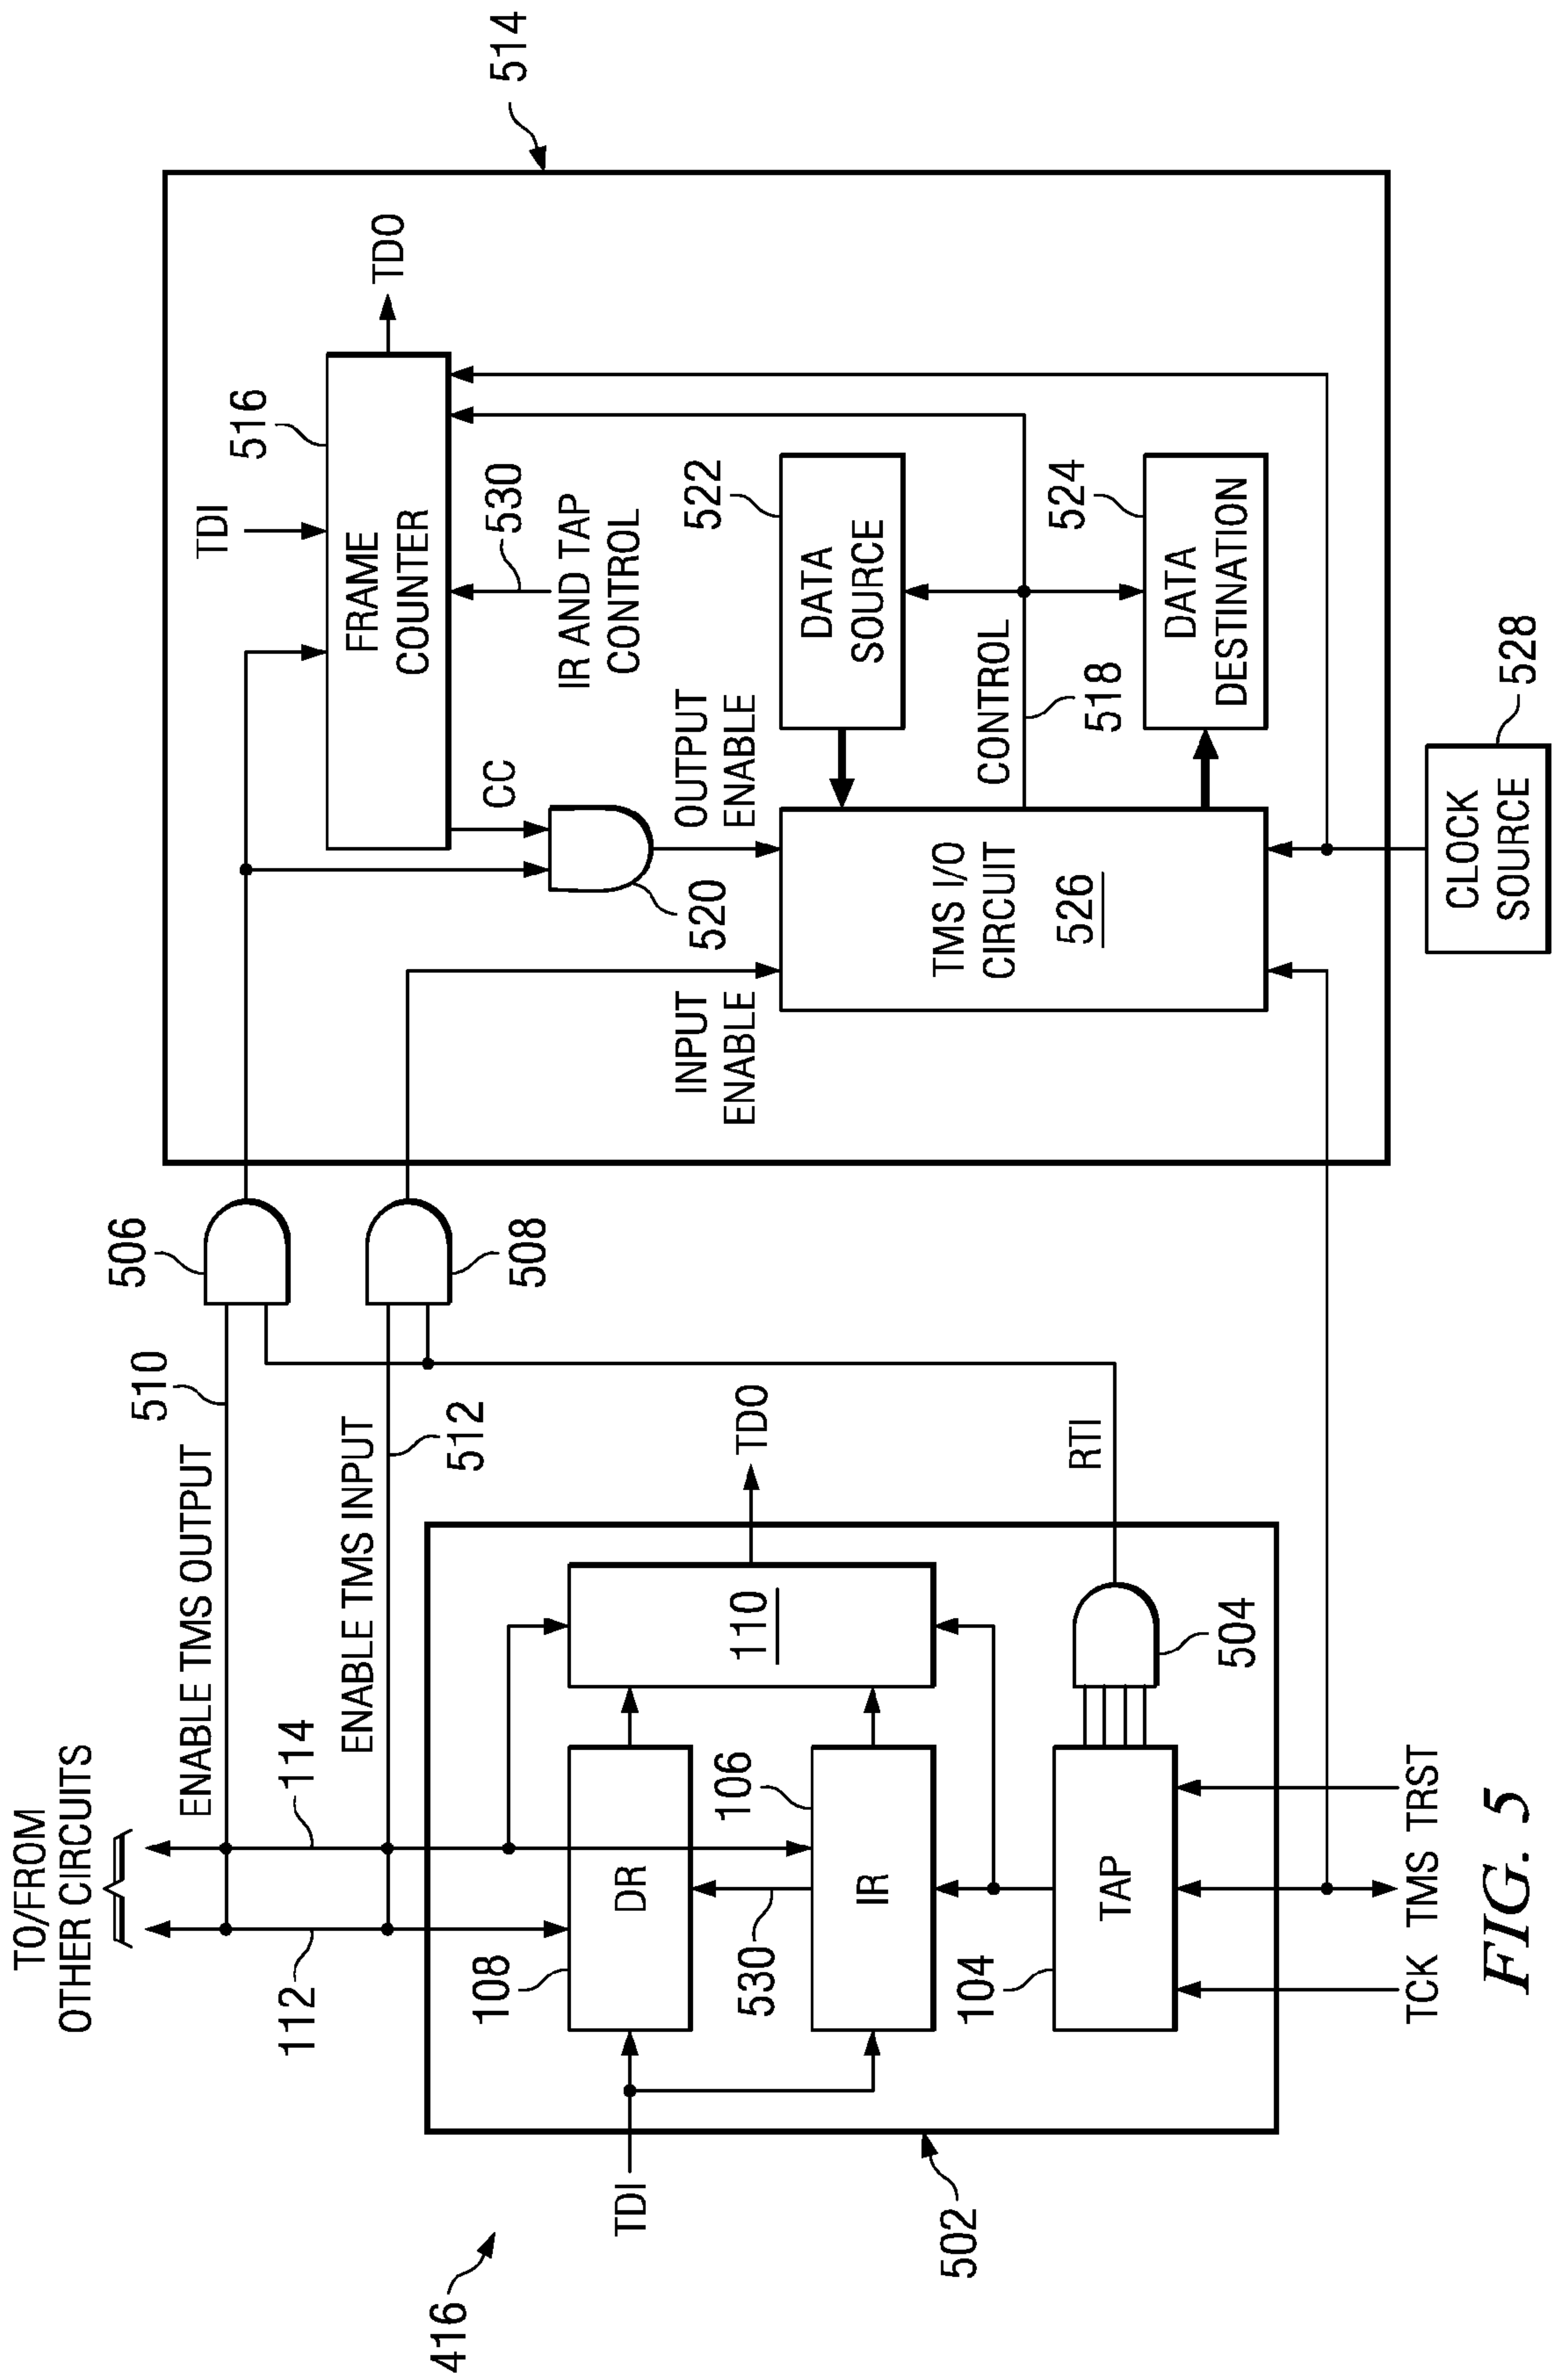 416
TO/FROM
OTHER CIRCUITS
112
114
ENABLE TMS OUTPUT
510
506
ENABLE TMS INPUT
512
508
TDI
502
108
DR
530
106
IR
104
TAP
110
TDO
504
RTI
TCK
TMS
TRST
514
TDI
516
FRAME
COUNTER
TDO
530
IR AND TAP
CONTROL
CC
520
OUTPUT
ENABLE
INPUT
ENABLE
522
DATA
SOURCE
TMS I/O
CIRCUIT
526
CONTROL
518
524
DATA
DESTINATION
CLOCK
SOURCE
528
FIG. 5